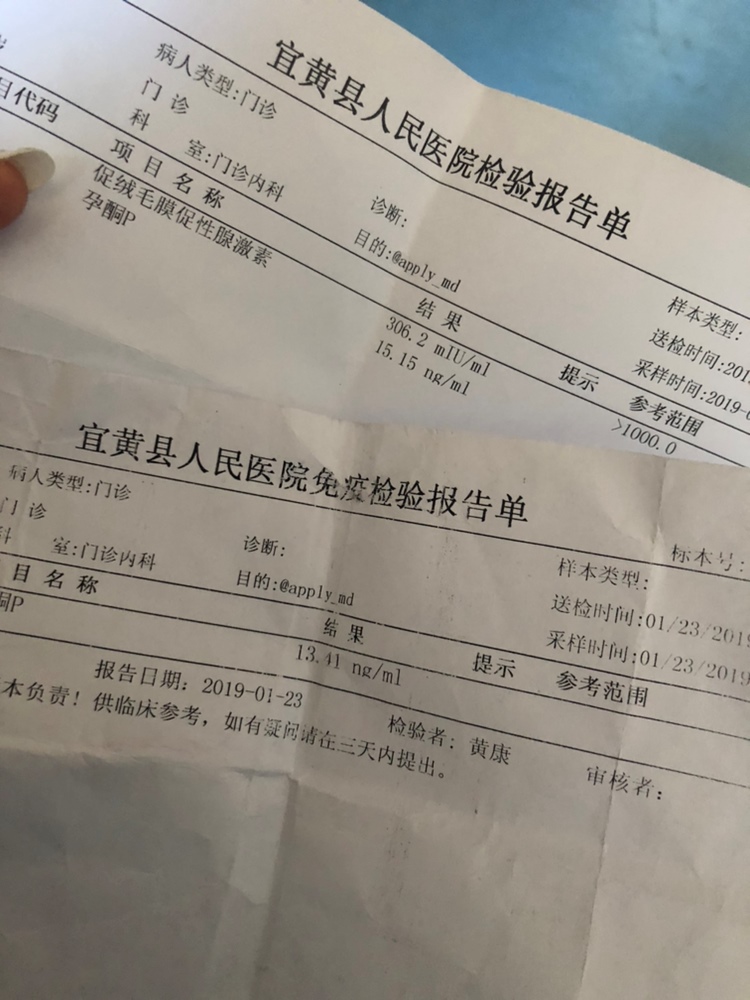 宜黄县人民医院检验报告单
病人类型:门诊
门 诊
科 室:门诊内科
诊断:
目的:@apply_md
样本类型:
送检时间:201
采样时间:2019-0
目代码
项 目 名 称
结 果
提示
参考范围
促绒毛膜促性腺激素
306.2 mIU/ml
>1000.0
孕酮P
15.15 ng/ml
宜黄县人民医院免疫检验报告单
病人类型:门诊
门 诊
科 室:门诊内科
诊断:
目的:@apply_md
标本号:
样本类型:
送检时间:01/23/2019
采样时间:01/23/2019
目 名 称
结 果
提示
参考范围
酮P
13.41 ng/ml
报告日期: 2019-01-23
检验者: 黄康
审核者:
本负责! 供临床参考, 如有疑问请在三天内提出。